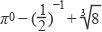 π⁰ − (1/2)⁻¹ + ∛8